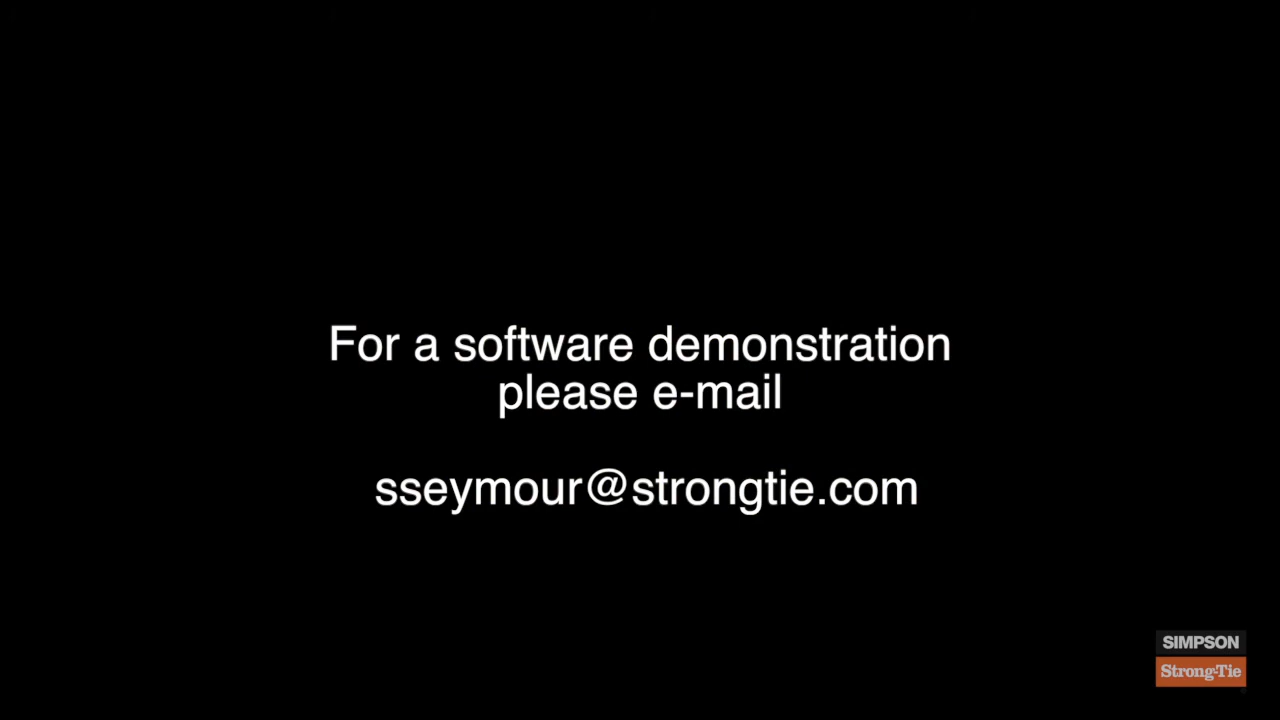 For a software demonstration
please e-mail
sseymour@strongtie.com
SIMPSON
Strong-Tie